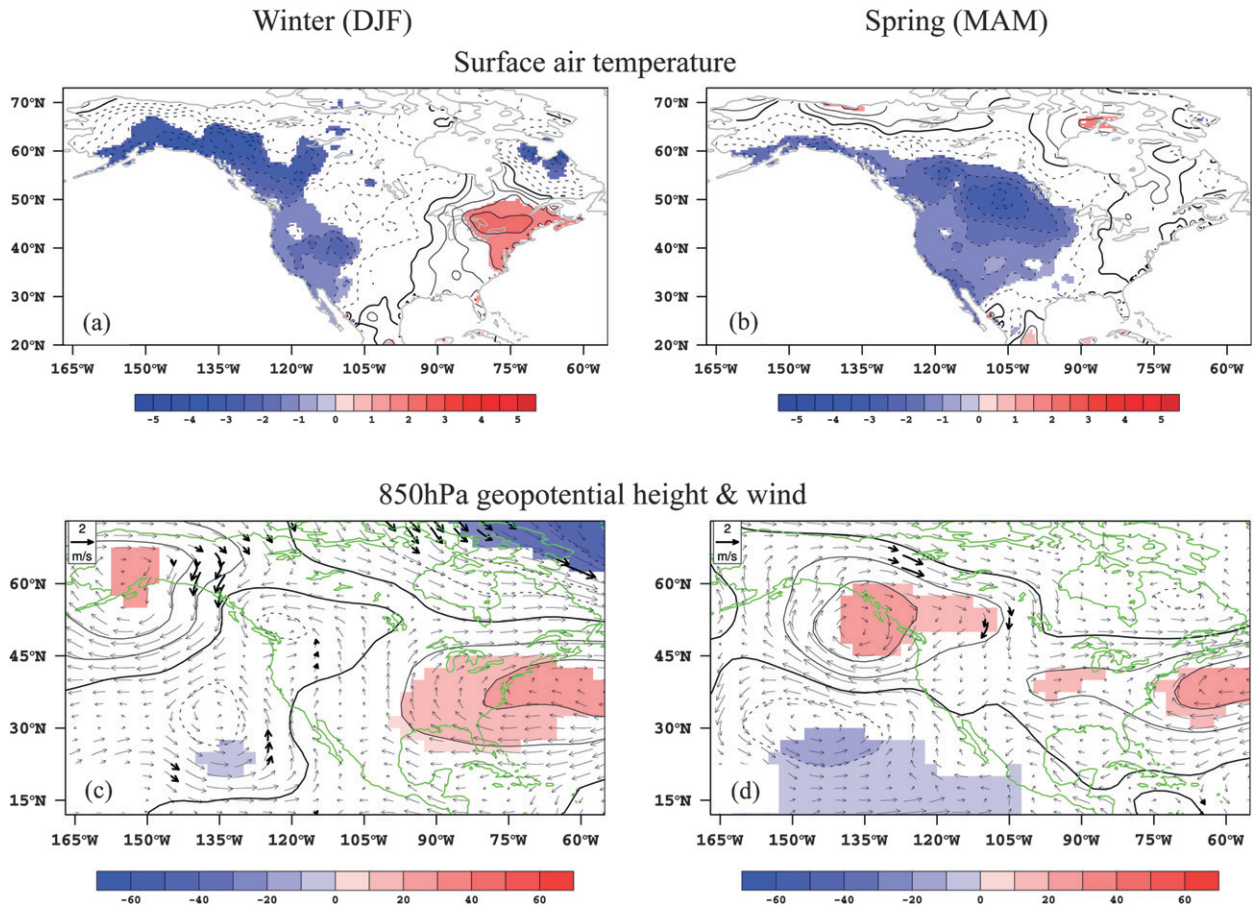 Winter (DJF) Spring (MAM)
Surface air temperature
70°N 70°N
60°N 60°N
50°N 50°N
40°N 40°N
30°N 30°N
(a) (b)
20°N 20°N
165°W 150°W 135°W 120°W 105°W 90°W 75°W 60°W 165°W 150°W 135°W 120°W 105°W 90°W 75°W 60°W
-5 -4 -3 -2 -1 0 1 2 3 4 5 -5 -4 -3 -2 -1 0 1 2 3 4 5
850hPa geopotential height & wind
2 2
m/s m/s
60°N 60°N
45°N 45°N
30°N 30°N
15°N (c) 15°N (d)
165°W 150°W 135°W 120°W 105°W 90°W 75°W 60°W 165°W 150°W 135°W 120°W 105°W 90°W 75°W 60°W
-60 -40 -20 0 20 40 60 -60 -40 -20 0 20 40 60